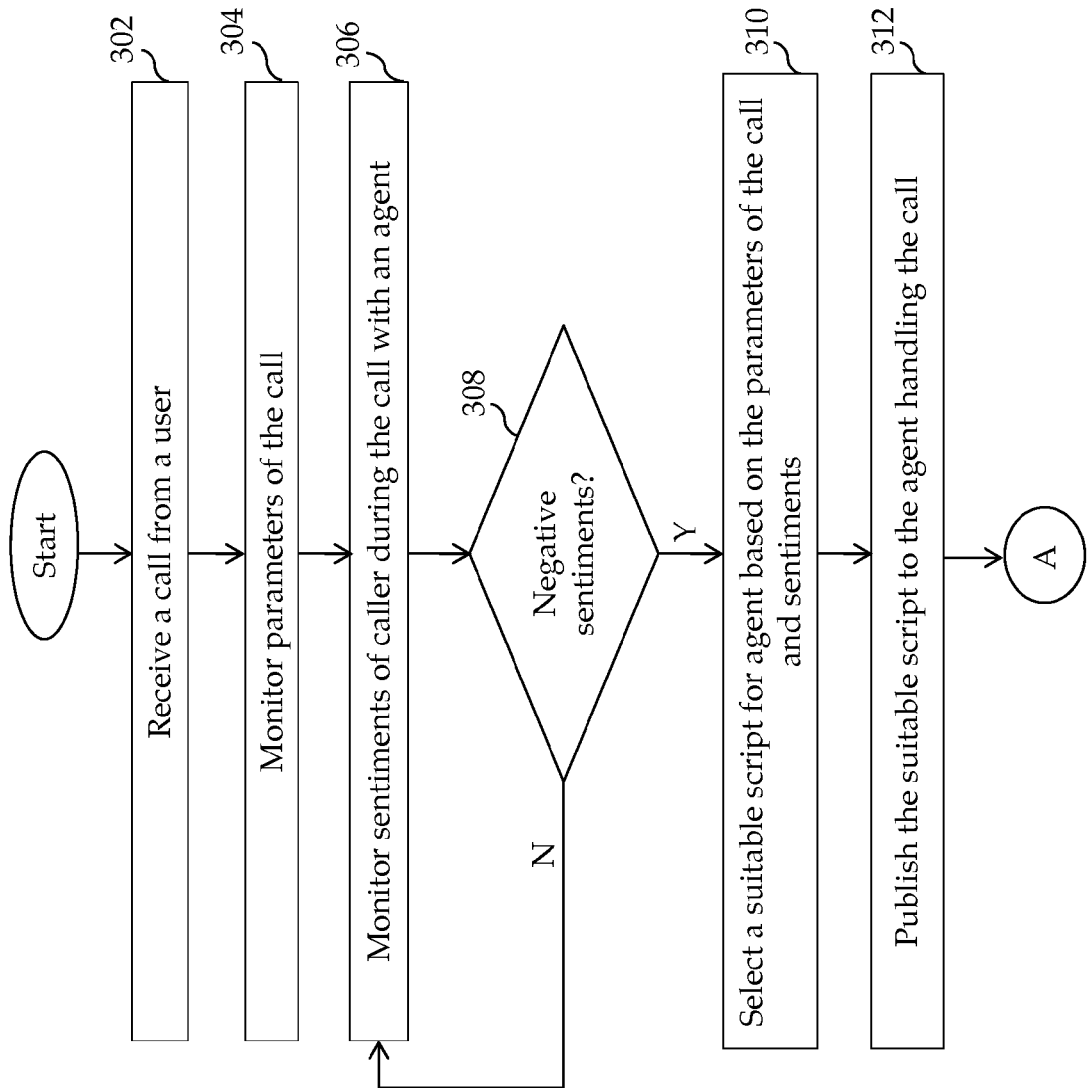 Start
302
Receive a call from a user
304
Monitor parameters of the call
306
Monitor sentiments of caller during the call with an agent
308
Negative
sentiments?
N
Y
310
Select a suitable script for agent based on the parameters of the call
and sentiments
312
Publish the suitable script to the agent handling the call
A